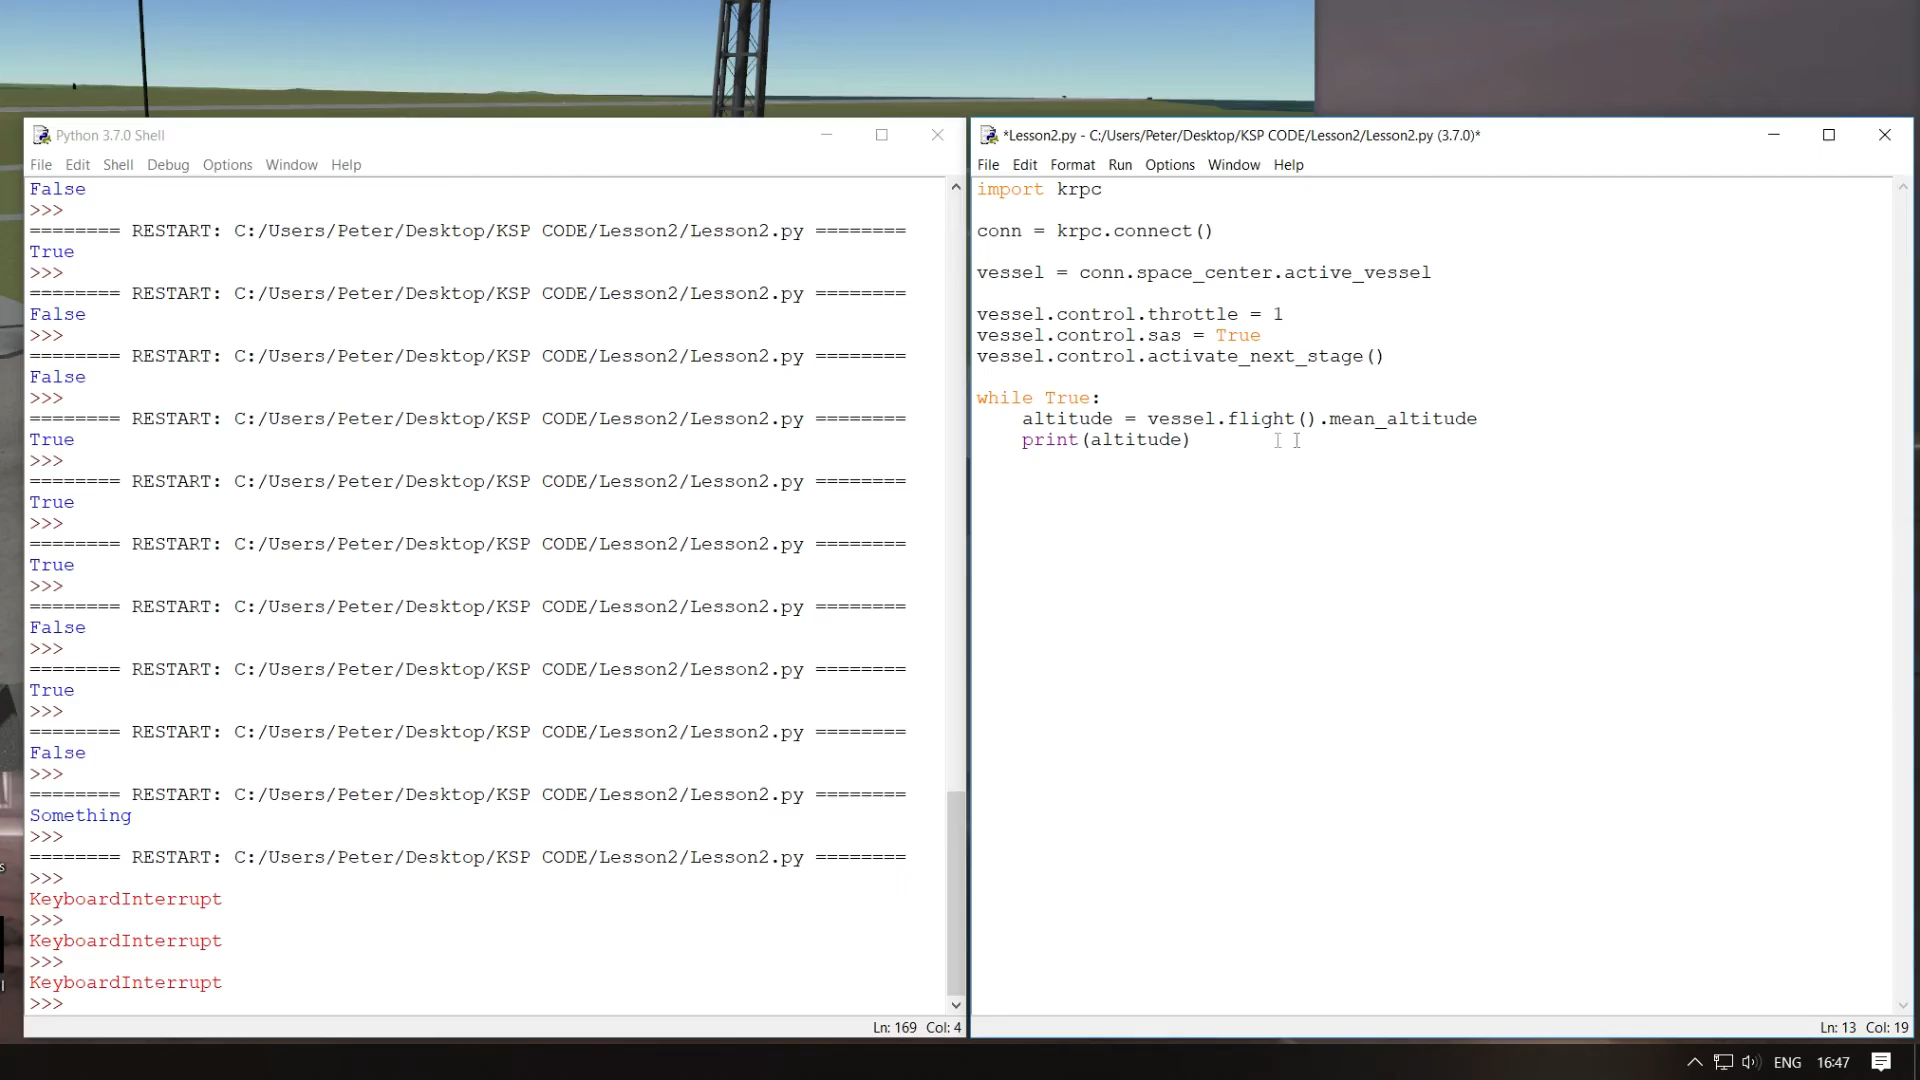 Python 3.7.0 Shell
File Edit Shell Debug Options Window Help
False
>>>
======== RESTART: C:/Users/Peter/Desktop/KSP CODE/Lesson2/Lesson2.py ========
True
>>>
======== RESTART: C:/Users/Peter/Desktop/KSP CODE/Lesson2/Lesson2.py ========
False
>>>
======== RESTART: C:/Users/Peter/Desktop/KSP CODE/Lesson2/Lesson2.py ========
False
>>>
======== RESTART: C:/Users/Peter/Desktop/KSP CODE/Lesson2/Lesson2.py ========
True
>>>
======== RESTART: C:/Users/Peter/Desktop/KSP CODE/Lesson2/Lesson2.py ========
True
>>>
======== RESTART: C:/Users/Peter/Desktop/KSP CODE/Lesson2/Lesson2.py ========
True
>>>
======== RESTART: C:/Users/Peter/Desktop/KSP CODE/Lesson2/Lesson2.py ========
False
>>>
======== RESTART: C:/Users/Peter/Desktop/KSP CODE/Lesson2/Lesson2.py ========
True
>>>
======== RESTART: C:/Users/Peter/Desktop/KSP CODE/Lesson2/Lesson2.py ========
False
>>>
======== RESTART: C:/Users/Peter/Desktop/KSP CODE/Lesson2/Lesson2.py ========
Something
>>>
======== RESTART: C:/Users/Peter/Desktop/KSP CODE/Lesson2/Lesson2.py ========
>>>
KeyboardInterrupt
>>>
KeyboardInterrupt
>>>
KeyboardInterrupt
>>>
Ln: 169 Col: 4
*Lesson2.py - C:/Users/Peter/Desktop/KSP CODE/Lesson2/Lesson2.py (3.7.0)*
File Edit Format Run Options Window Help
import krpc
conn = krpc.connect()
vessel = conn.space_center.active_vessel
vessel.control.throttle = 1
vessel.control.sas = True
vessel.control.activate_next_stage()
while True:
    altitude = vessel.flight().mean_altitude
    print(altitude)
Ln: 13 Col: 19
ENG 16:47